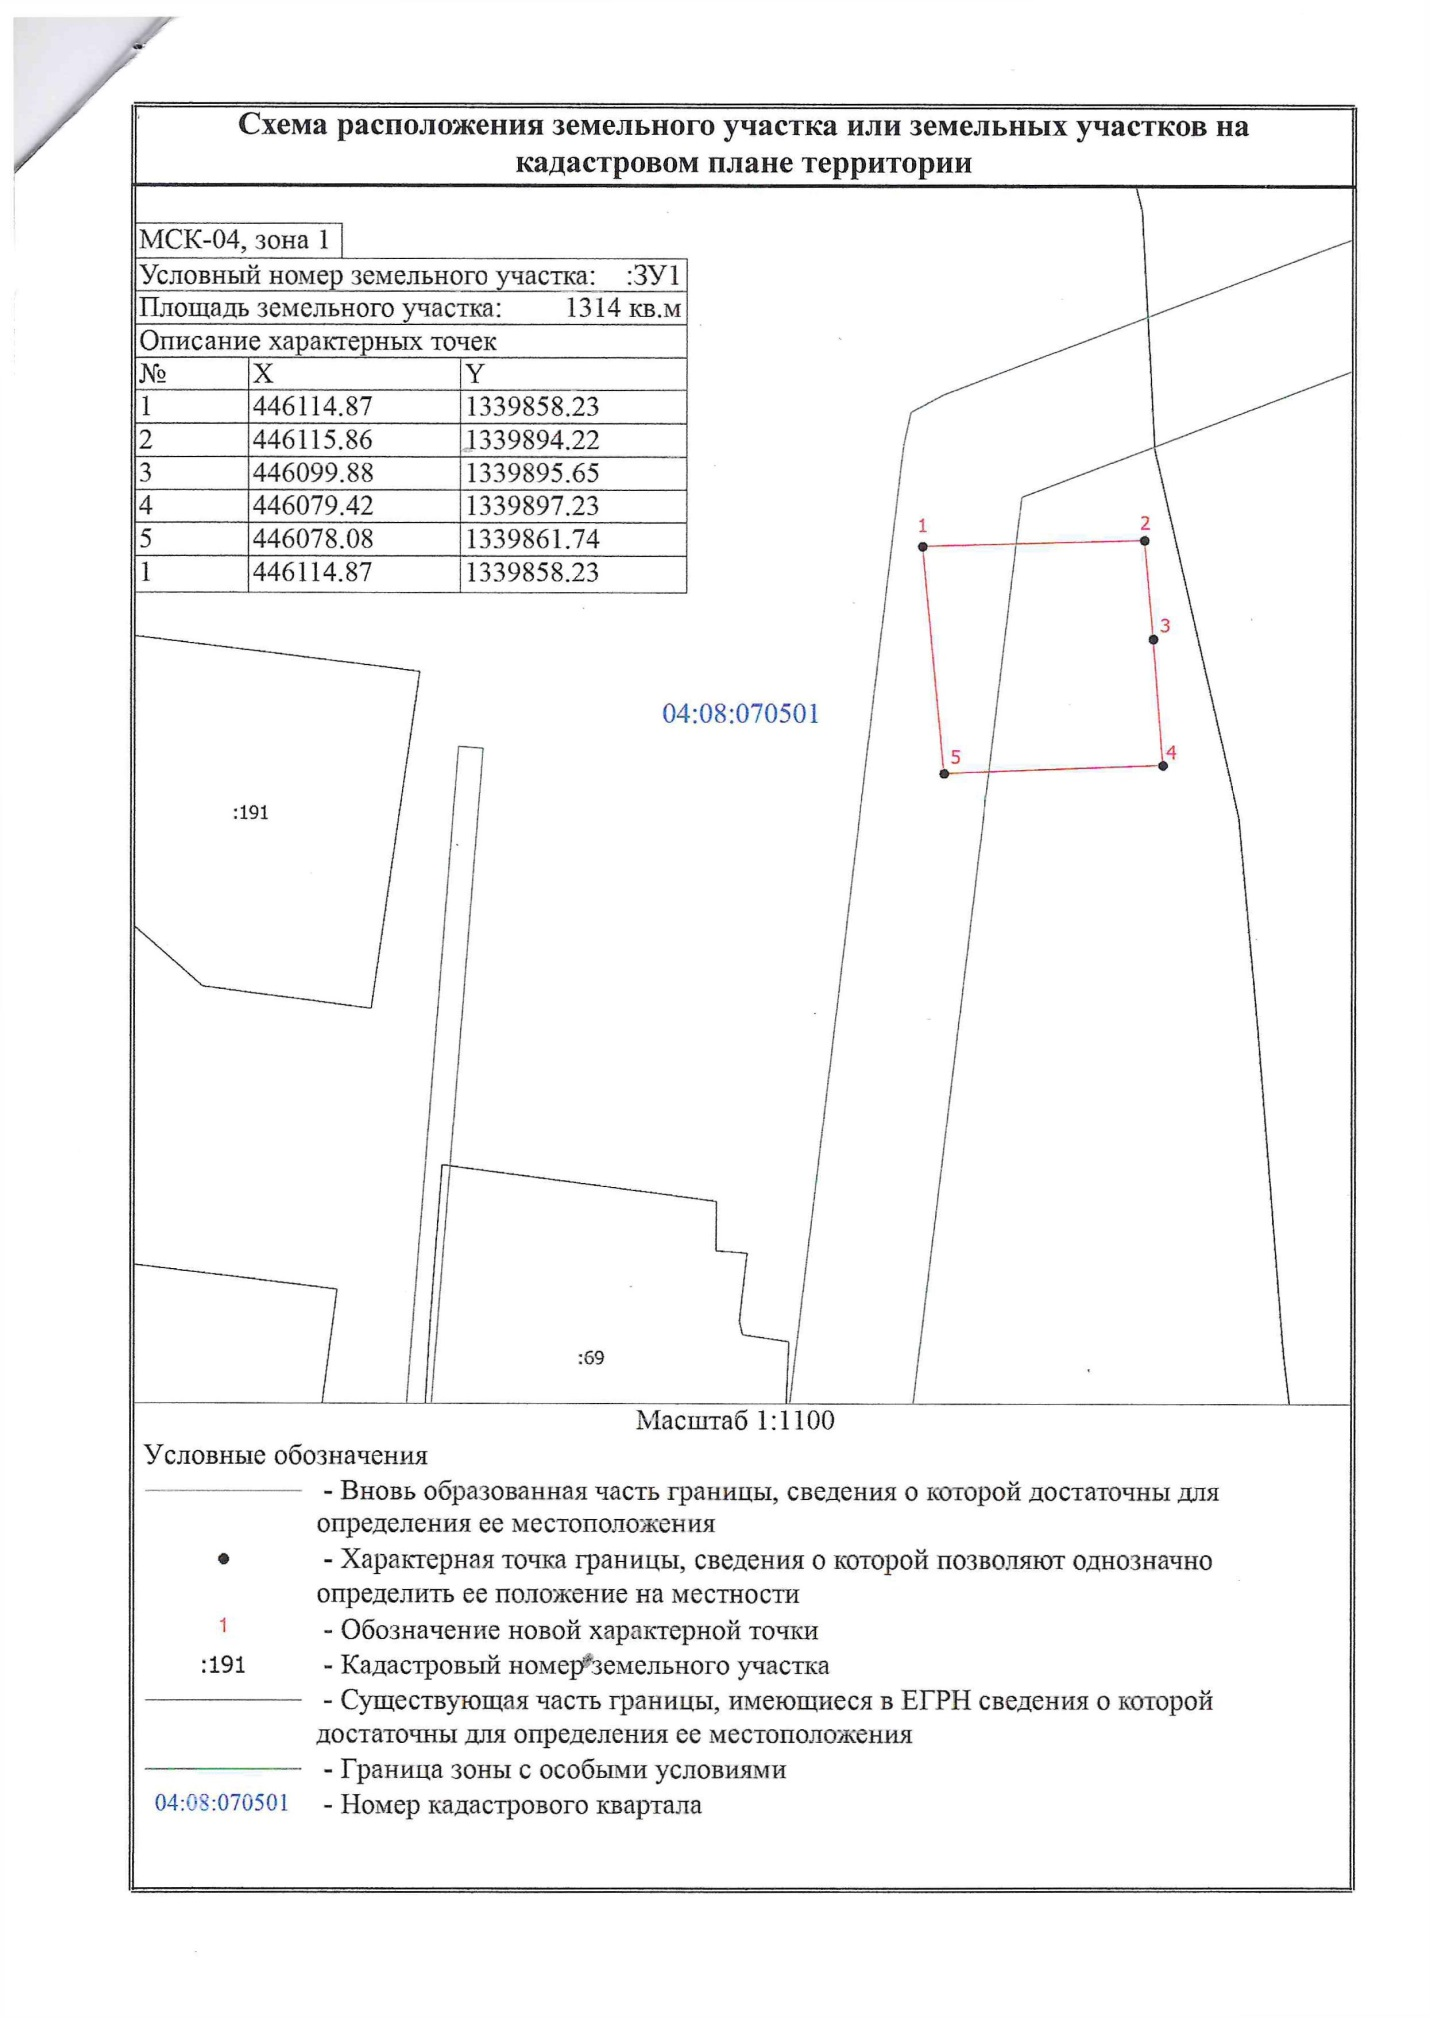 Схема расположения земельного участка или земельных участков на
кадастровом плане территории
МСК-04, зона 1
Условный номер земельного участка: :ЗУ1
Площадь земельного участка: 1314 кв.м
Описание характерных точек
№ X Y
1 446114.87 1339858.23
2 446115.86 1339894.22
3 446099.88 1339895.65
4 446079.42 1339897.23
5 446078.08 1339861.74
1 446114.87 1339858.23
1
2
3
4
5
04:08:070501
:191
:69
Масштаб 1:1100
Условные обозначения
- Вновь образованная часть границы, сведения о которой достаточны для
определения ее местоположения
- Характерная точка границы, сведения о которой позволяют однозначно
определить ее положение на местности
1 - Обозначение новой характерной точки
:191 - Кадастровый номер земельного участка
- Существующая часть границы, имеющиеся в ЕГРН сведения о которой
достаточны для определения ее местоположения
- Граница зоны с особыми условиями
04:08:070501 - Номер кадастрового квартала